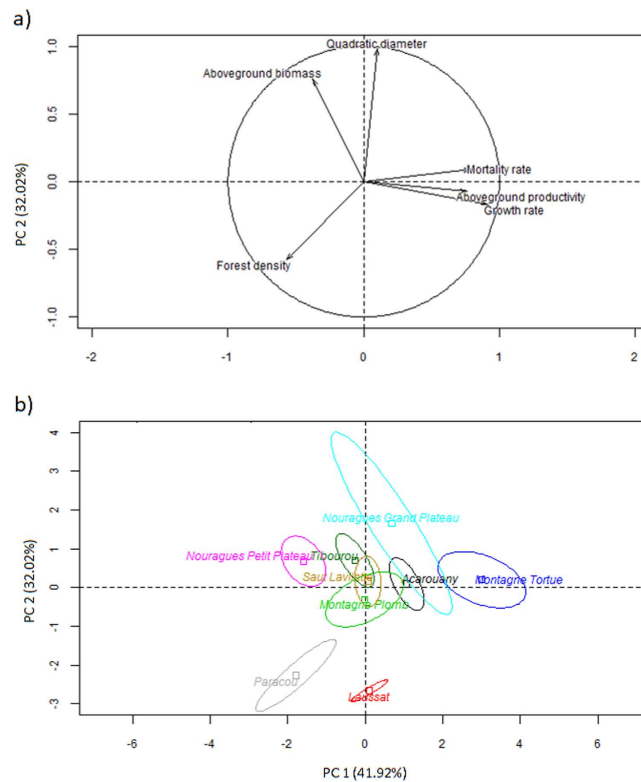 a)
1.0
0.5
0.0
-0.5
-1.0
PC 2 (32.02%)
Quadratic diameter
Aboveground biomass
Mortality rate
Aboveground productivity
Growth rate
Forest density
-2 -1 0 1 2
b)
4
3
2
1
0
-1
-2
-3
PC 2 (32.02%)
Nouragues Grand Plateau
Nouragues Petit Plateau
Tibourou
Saut Lavilette
Acarouany
Montagne Tortue
Montagne Plomb
Paracou
Laussat
-6 -4 -2 0 2 4 6
PC 1 (41.92%)